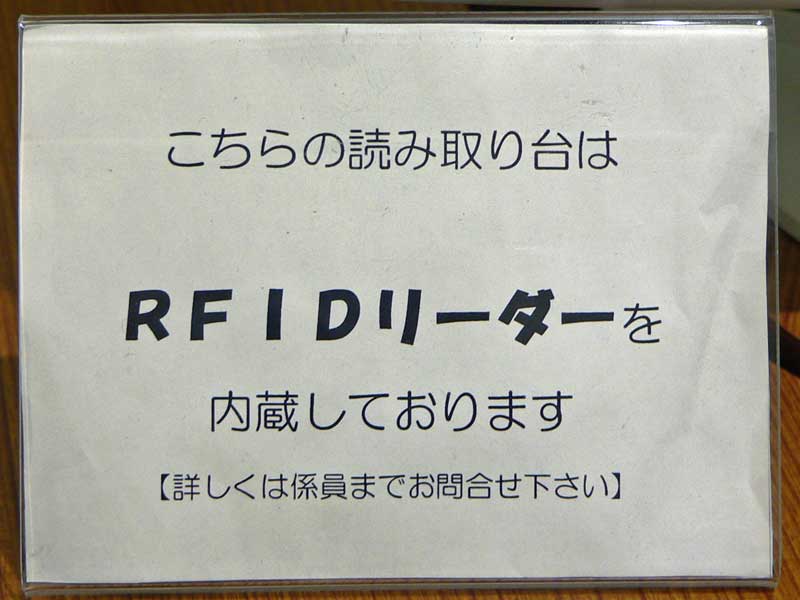 こちらの読み取り台は
ＲＦＩＤリーダーを
内蔵しております
【詳しくは係員までお問合せ下さい】